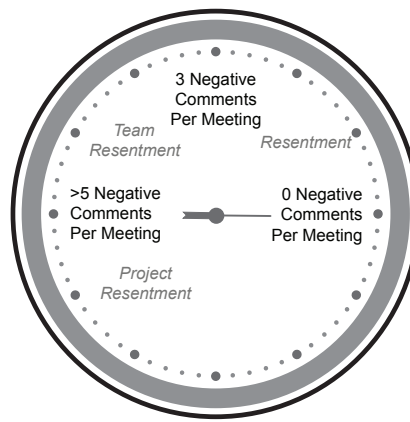 3 Negative
Comments
Per Meeting
Team
Resentment
Resentment
>5 Negative
Comments
Per Meeting
0 Negative
Comments
Per Meeting
Project
Resentment